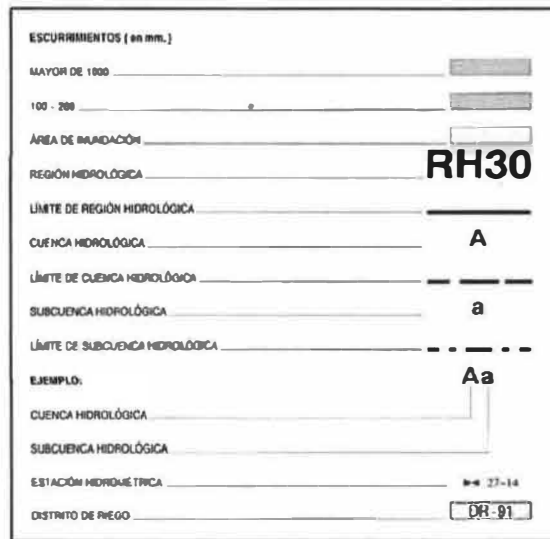 ESCURRIMIENTOS ( en mm. )
MAYOR DE 1000
100 - 200
ÁREA DE INUNDACIÓN
REGIÓN HIDROLÓGICA RH30
LÍMITE DE REGIÓN HIDROLÓGICA
CUENCA HIDROLÓGICA A
LÍMITE DE CUENCA HIDROLÓGICA
SUBCUENCA HIDROLÓGICA a
LÍMITE DE SUBCUENCA HIDROLÓGICA
EJEMPLO: Aa
CUENCA HIDROLÓGICA
SUBCUENCA HIDROLÓGICA
ESTACIÓN HIDROMÉTRICA 27-14
DISTRITO DE RIEGO DR-91